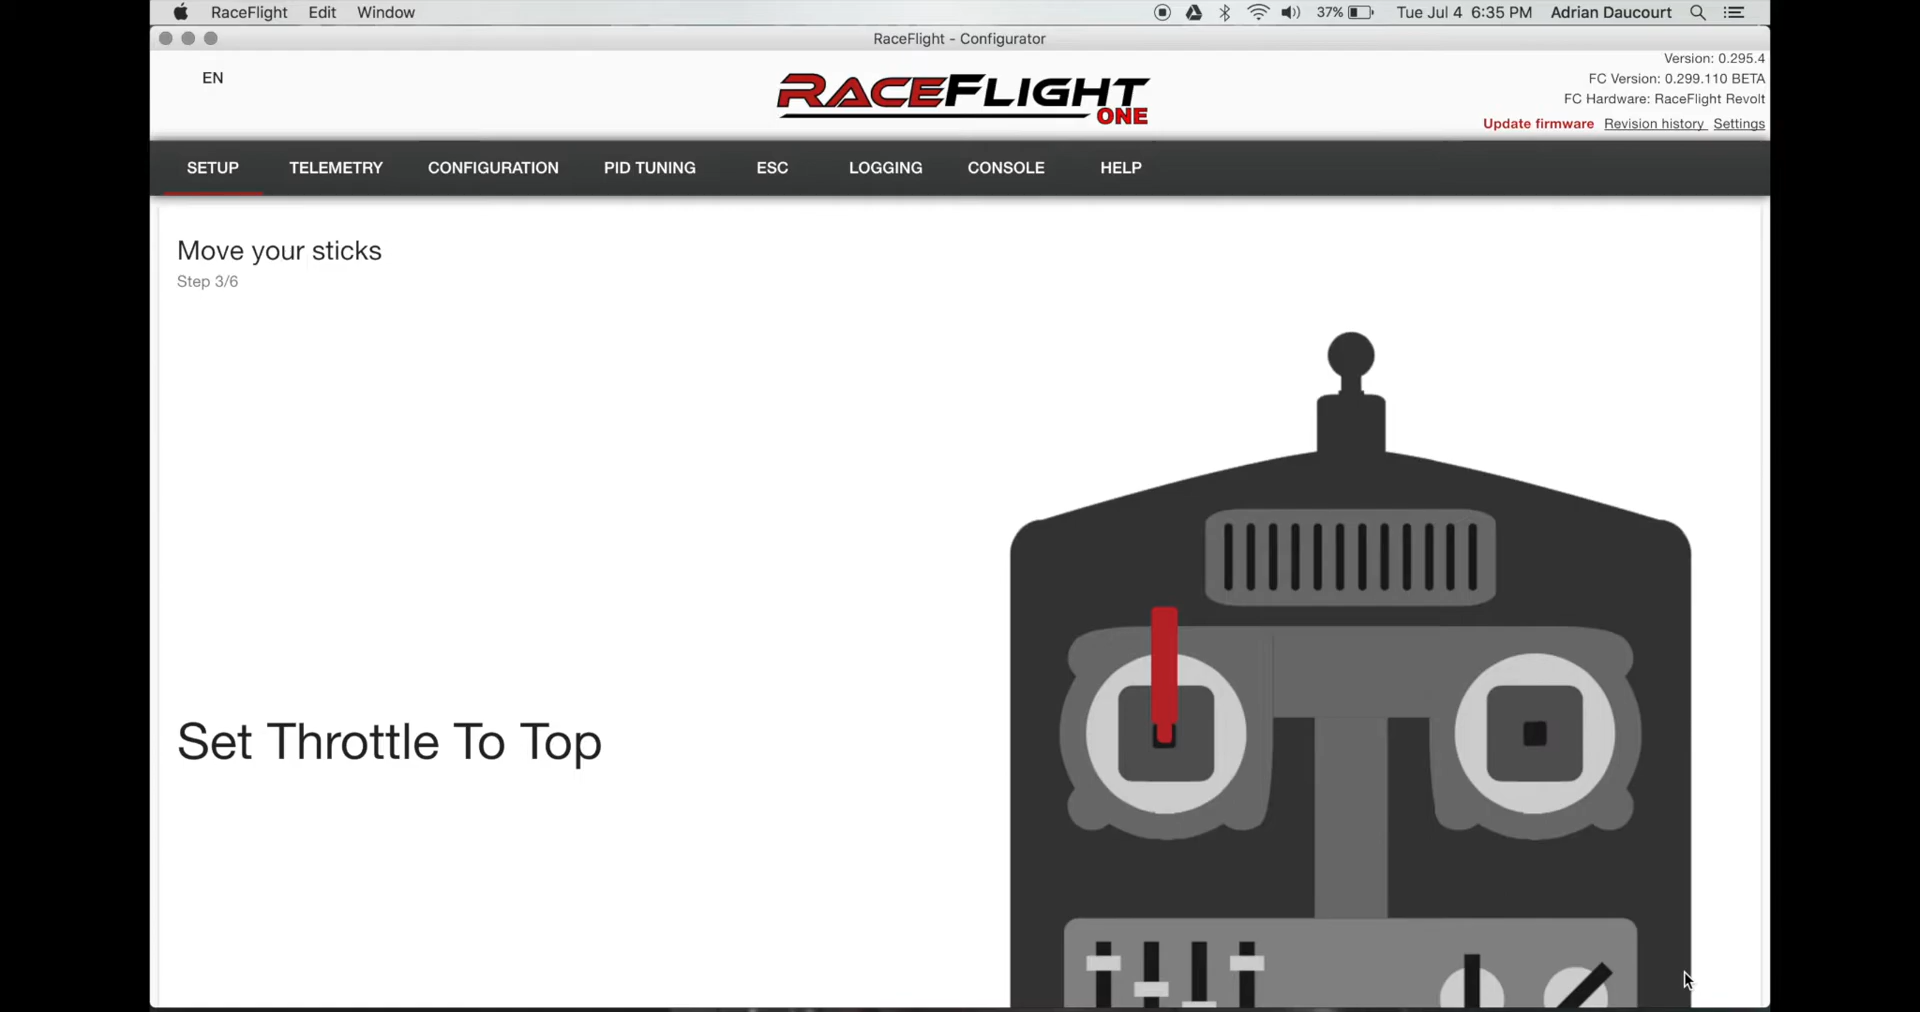 RaceFlight Edit Window 37% Tue Jul 4 6:35 PM Adrian Daucourt
RaceFlight - Configurator
EN
RACEFLIGHT
ONE
Version: 0.295.4
FC Version: 0.299.110 BETA
FC Hardware: RaceFlight Revolt
Update firmware Revision history Settings
SETUP TELEMETRY CONFIGURATION PID TUNING ESC LOGGING CONSOLE HELP
Move your sticks
Step 3/6
Set Throttle To Top